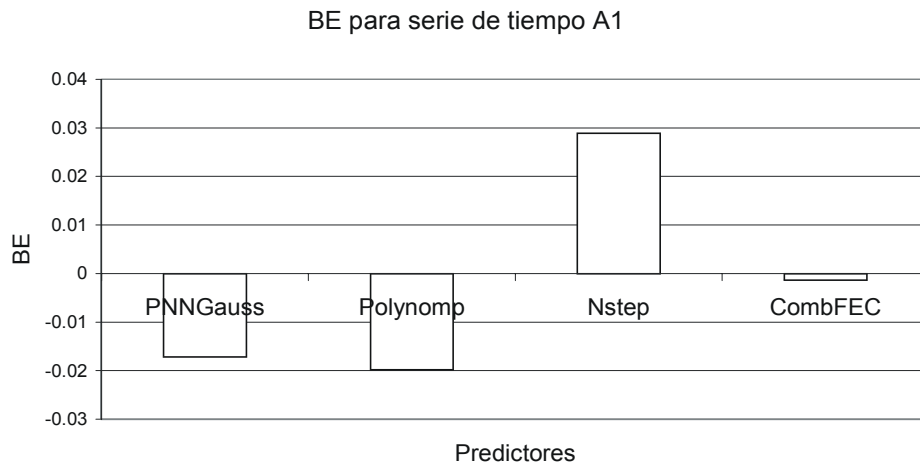 BE para serie de tiempo A1
0.04
0.03
0.02
0.01
0
-0.01
-0.02
-0.03
BE
PNNGauss
Polynomp
Nstep
CombFEC
Predictores